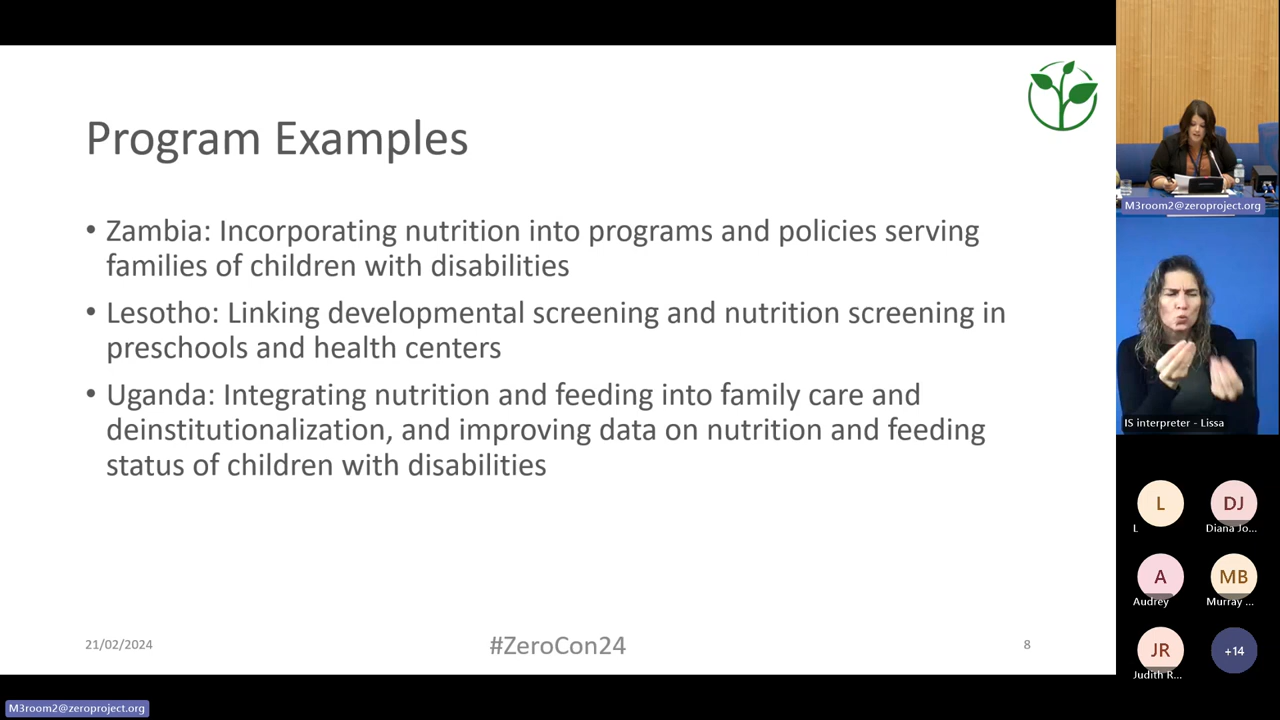 Program Examples
• Zambia: Incorporating nutrition into programs and policies serving
families of children with disabilities
• Lesotho: Linking developmental screening and nutrition screening in
preschools and health centers
• Uganda: Integrating nutrition and feeding into family care and
deinstitutionalization, and improving data on nutrition and feeding
status of children with disabilities
21/02/2024
#ZeroCon24
8
M3room2@zeroproject.org
IS interpreter - Lissa
L
L
DJ
Diana Jo...
A
Audrey
MB
Murray ...
JR
Judith R...
+14
M3room2@zeroproject.org